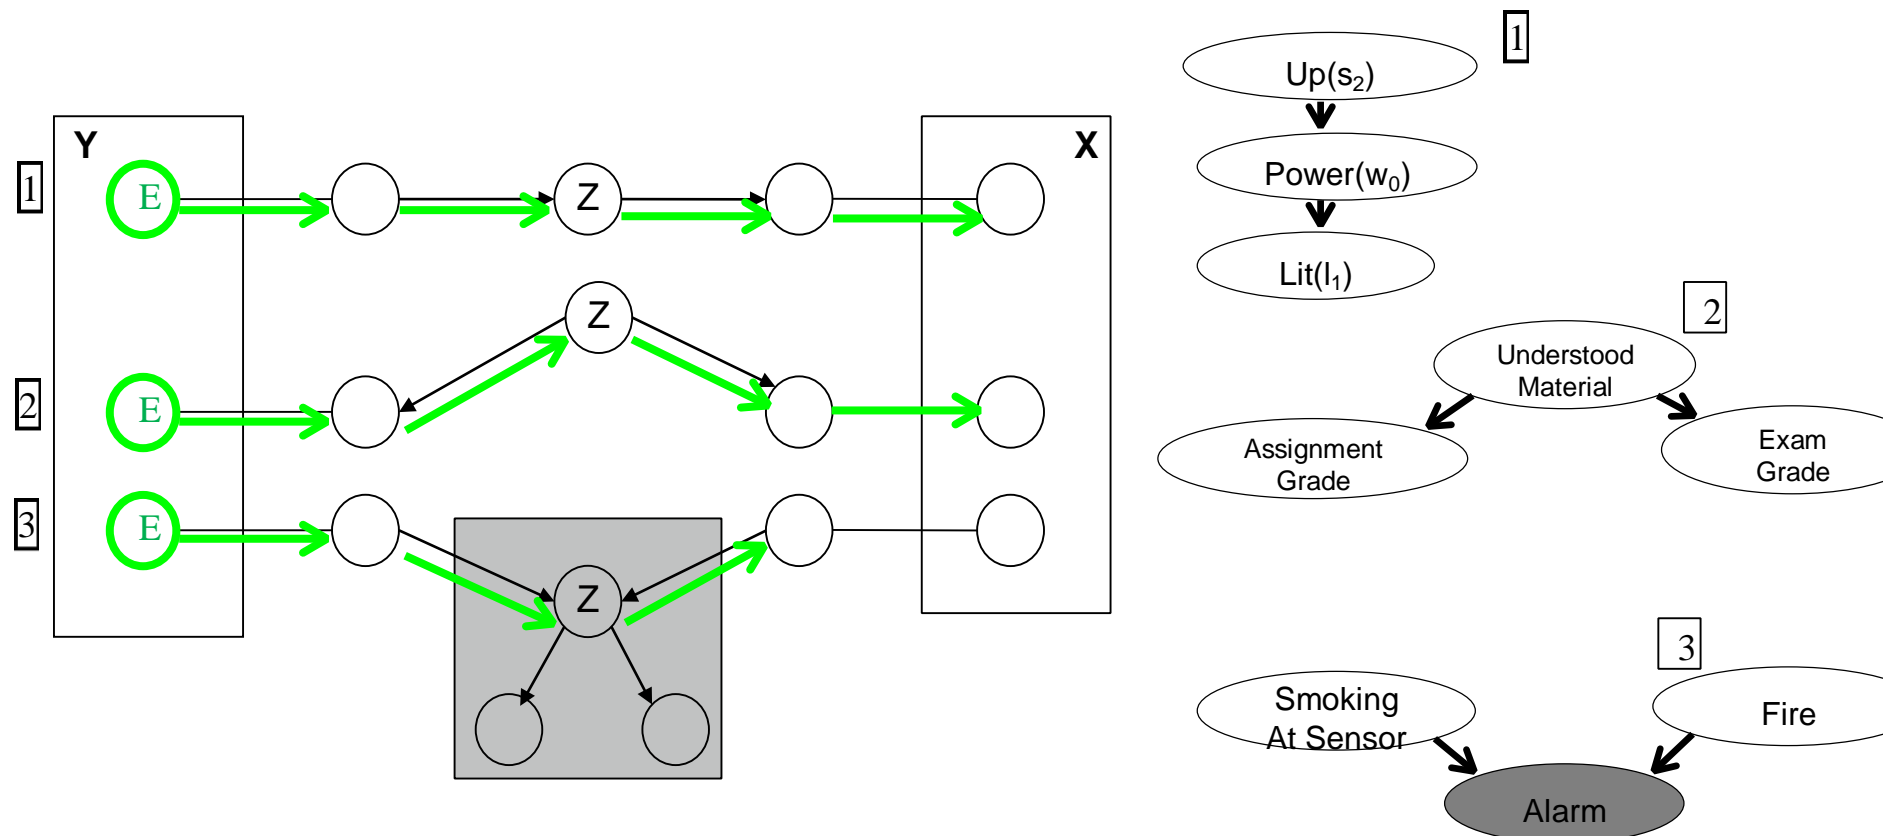 Y
X
1
E
Z
Z
2
E
3
E
Z
1
Up(s₂)
Power(w₀)
Lit(l₁)
2
Understood
Material
Assignment
Grade
Exam
Grade
3
Smoking
At Sensor
Fire
Alarm